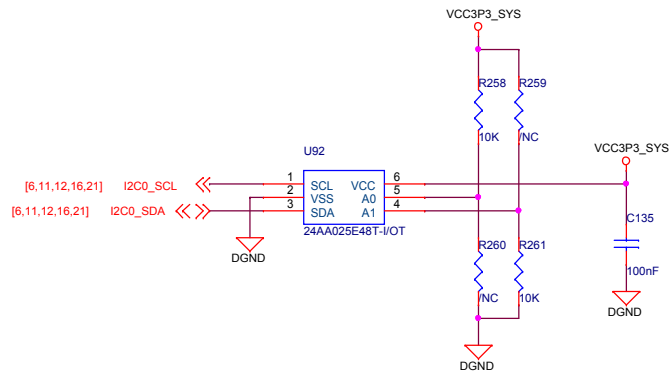 VCC3P3_SYS
R258
R259
10K
/NC
U92
VCC3P3_SYS
[6,11,12,16,21] I2C0_SCL
1
SCL
VCC
6
2
VSS
A0
5
[6,11,12,16,21] I2C0_SDA
3
SDA
A1
4
24AA025E48T-I/OT
C135
DGND
R260
R261
100nF
/NC
10K
DGND
DGND